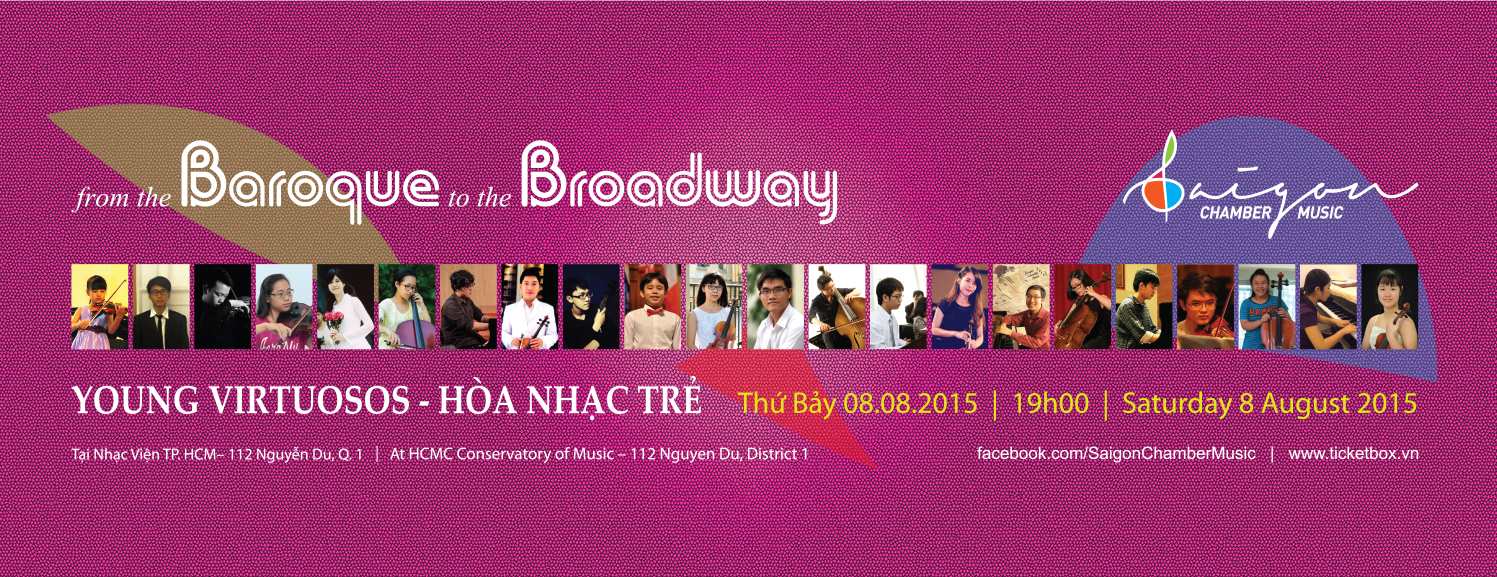 from the Baroque to the Broadway
Saigon
CHAMBER MUSIC
YOUNG VIRTUOSOS - HÒA NHẠC TRẺ
Thứ Bảy 08.08.2015 | 19h00 | Saturday 8 August 2015
Tại Nhạc Viện TP. HCM– 112 Nguyễn Du, Q. 1 | At HCMC Conservatory of Music – 112 Nguyen Du, District 1
facebook.com/SaigonChamberMusic | www.ticketbox.vn